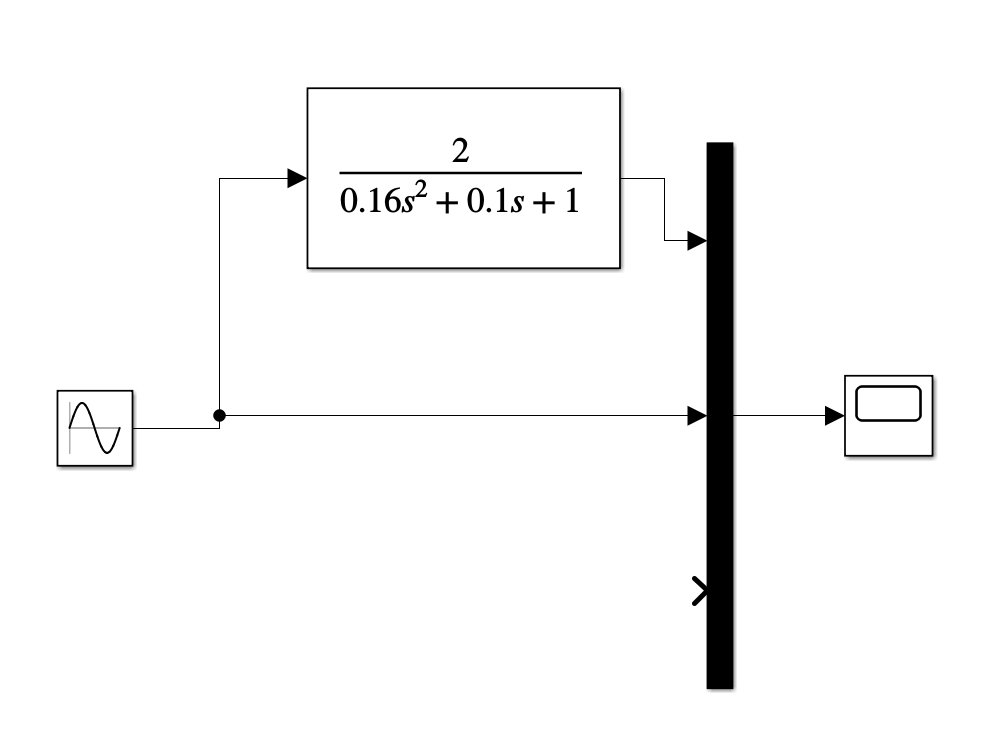 2
0.16s² + 0.1s + 1